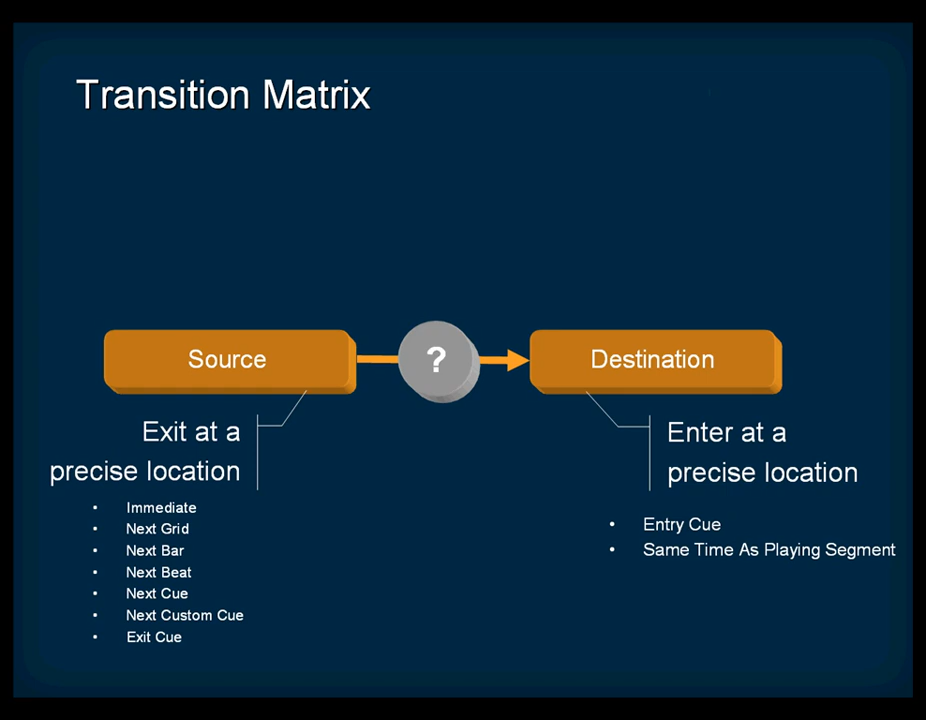 Transition Matrix
Source
?
Destination
Exit at a
precise location
• Immediate
• Next Grid
• Next Bar
• Next Beat
• Next Cue
• Next Custom Cue
• Exit Cue
Enter at a
precise location
• Entry Cue
• Same Time As Playing Segment